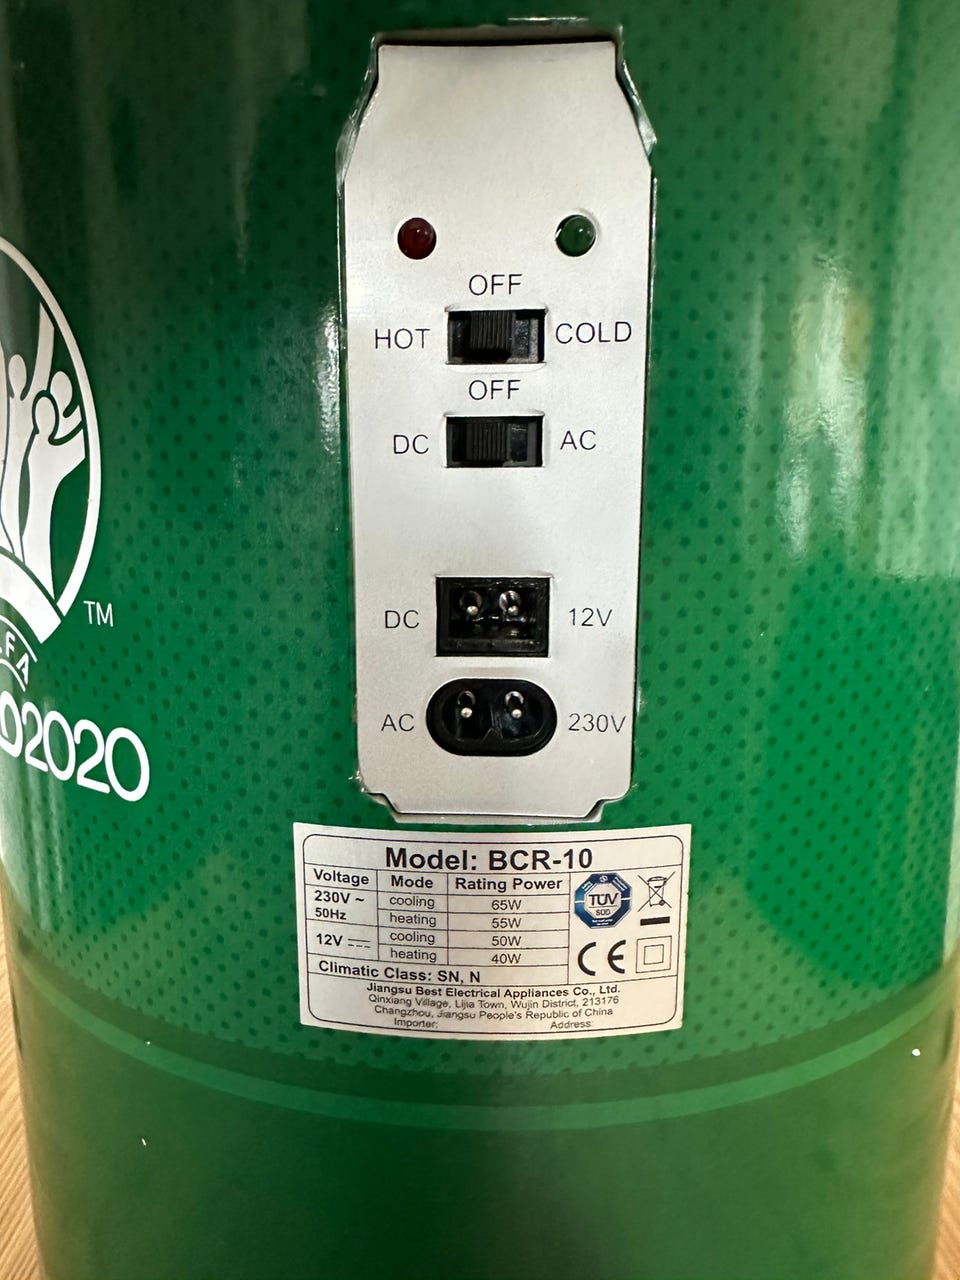 OFF
HOT COLD
OFF
DC AC
DC 12V
AC 230V
TM
2020
Model: BCR-10
Voltage Mode Rating Power
230V ~ 50Hz cooling 65W
heating 55W
12V cooling 50W
heating 40W
TÜV
SÜD
CE
Climatic Class: SN, N
Jiangsu Best Electrical Appliances Co., Ltd.
Qinxiang Village, Lijia Town, Wujin District, 213176
Changzhou, Jiangsu People's Republic of China
Importer: Address: